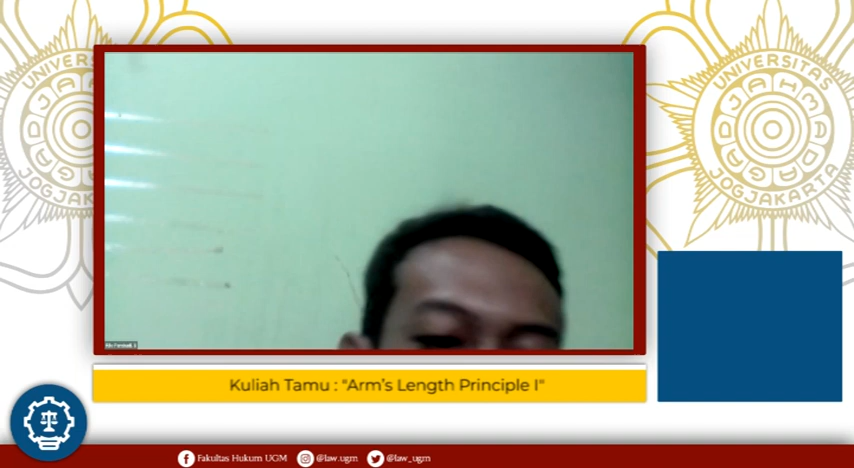 UNIVERSITAS GADJAH MADA
JOGJAKARTA
UNIVERSITAS GADJAH MADA
JOGJAKARTA
Kuliah Tamu : "Arm's Length Principle I"
Fakultas Hukum UGM @law.ugm @law_ugm